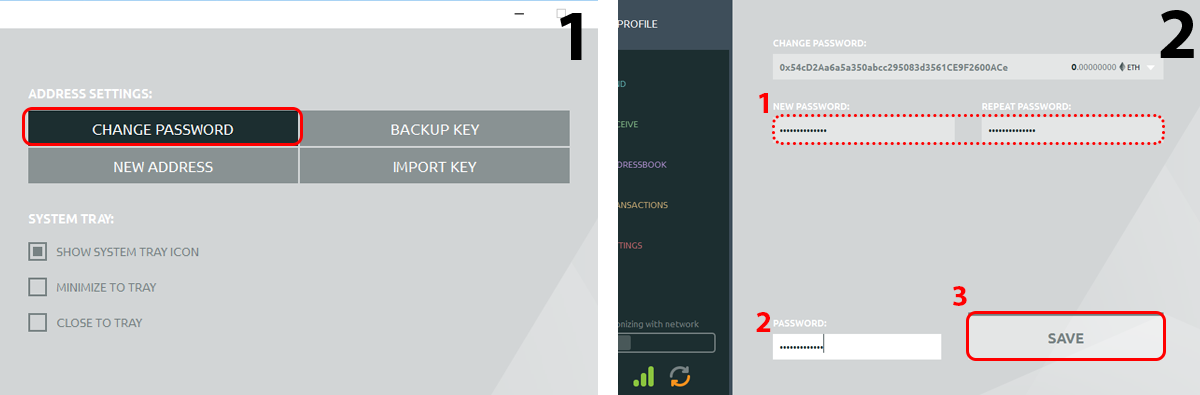 1
ADDRESS SETTINGS:
CHANGE PASSWORD
BACKUP KEY
NEW ADDRESS
IMPORT KEY
SYSTEM TRAY:
SHOW SYSTEM TRAY ICON
MINIMIZE TO TRAY
CLOSE TO TRAY
2
PROFILE
ND
CEIVE
DRESSBOOK
ANSACTIONS
TTINGS
onizing with network
CHANGE PASSWORD:
0x54cD2Aa6a5a350abcc295083d3561CE9F2600ACe 0.00000000 ETH
1
NEW PASSWORD: REPEAT PASSWORD:
•••••••••••••• ••••••••••••••
2
PASSWORD:
•••••••••••••
3
SAVE